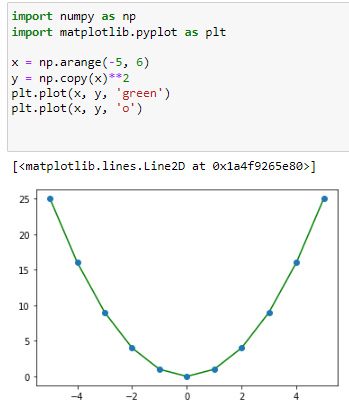 import numpy as np
import matplotlib.pyplot as plt
x = np.arange(-5, 6)
y = np.copy(x)**2
plt.plot(x, y, 'green')
plt.plot(x, y, 'o')
[<matplotlib.lines.Line2D at 0x1a4f9265e80>]
25
20
15
10
5
0
−4 −2 0 2 4